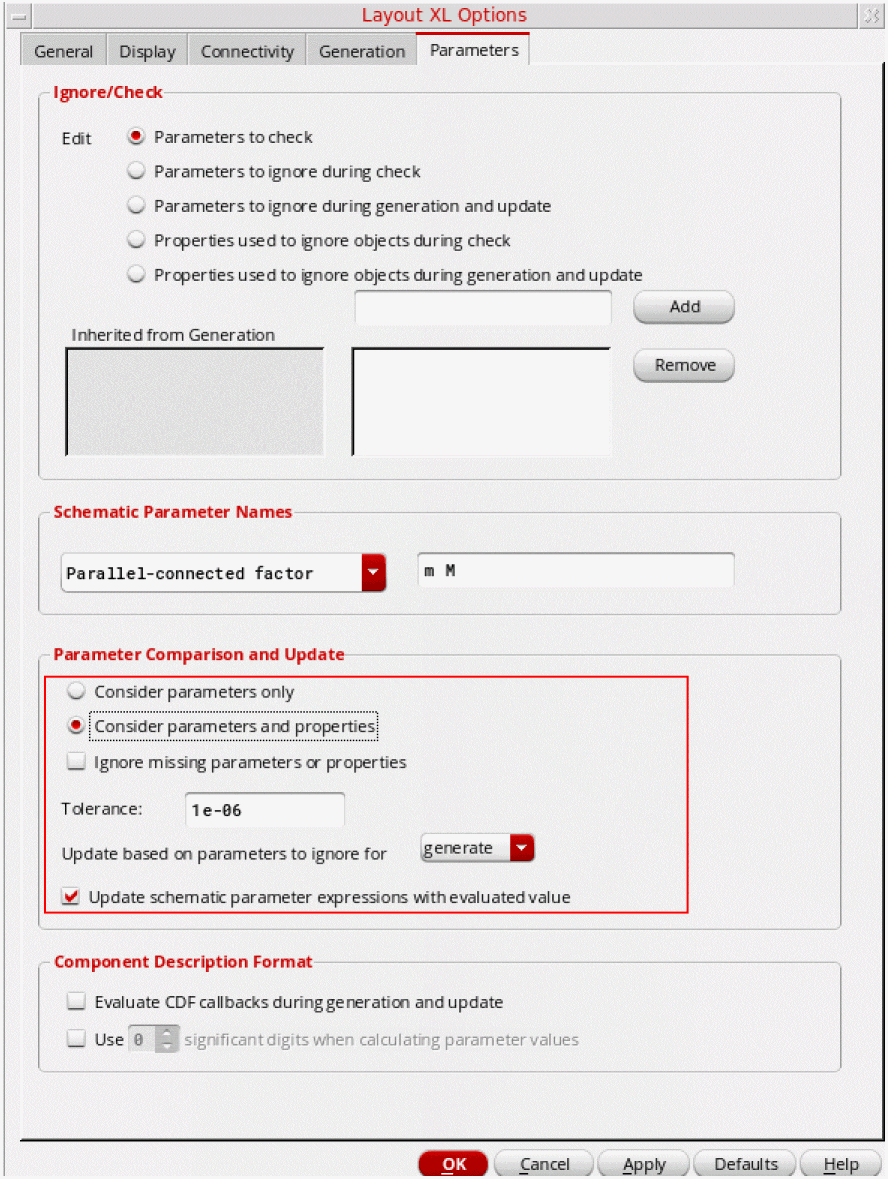 Layout XL Options
General Display Connectivity Generation Parameters
Ignore/Check
Edit Parameters to check
Parameters to ignore during check
Parameters to ignore during generation and update
Properties used to ignore objects during check
Properties used to ignore objects during generation and update
Add
Inherited from Generation
Remove
Schematic Parameter Names
Parallel-connected factor m M
Parameter Comparison and Update
Consider parameters only
Consider parameters and properties
Ignore missing parameters or properties
Tolerance: 1e-06
Update based on parameters to ignore for generate
Update schematic parameter expressions with evaluated value
Component Description Format
Evaluate CDF callbacks during generation and update
Use 0 significant digits when calculating parameter values
OK Cancel Apply Defaults Help